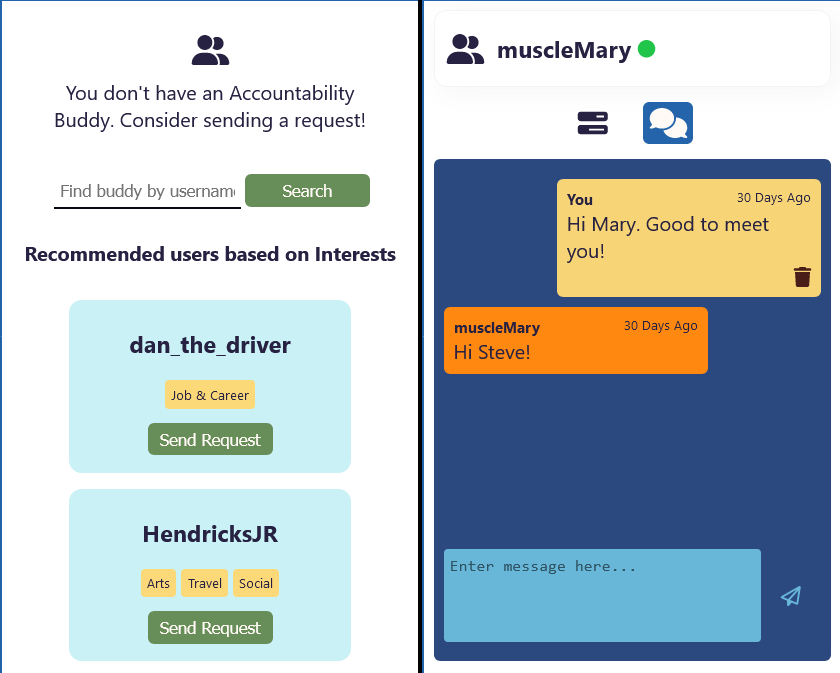 You don't have an Accountability
Buddy. Consider sending a request!
Find buddy by username
Search
Recommended users based on Interests
dan_the_driver
Job & Career
Send Request
HendricksJR
Arts
Travel
Social
Send Request
muscleMary
You
30 Days Ago
Hi Mary. Good to meet
you!
muscleMary
30 Days Ago
Hi Steve!
Enter message here...